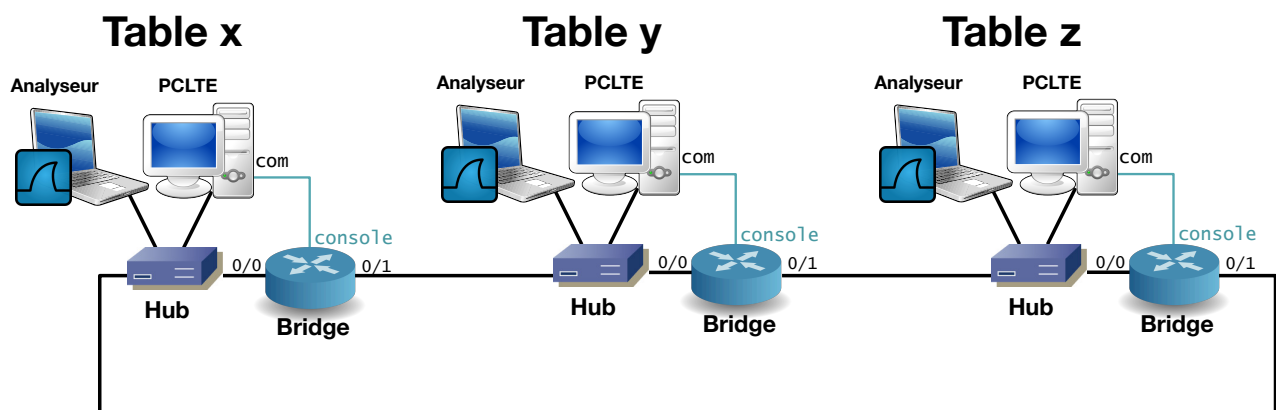 Table x
Table y
Table z
Analyseur PCLTE
Analyseur PCLTE
Analyseur PCLTE
com
com
com
console
console
console
0/0 0/1
0/0 0/1
0/0 0/1
Hub
Bridge
Hub
Bridge
Hub
Bridge